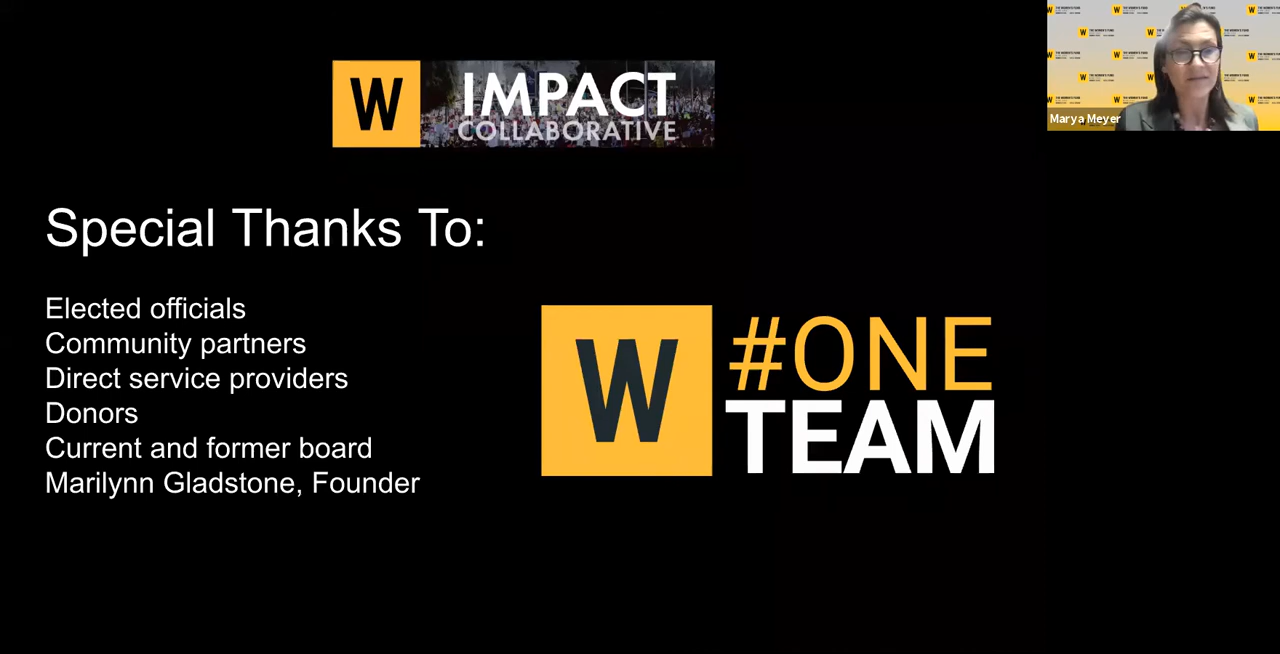 W IMPACT
COLLABORATIVE
Marya Meyer
Special Thanks To:
Elected officials
Community partners
Direct service providers
Donors
Current and former board
Marilynn Gladstone, Founder
W #ONE
TEAM